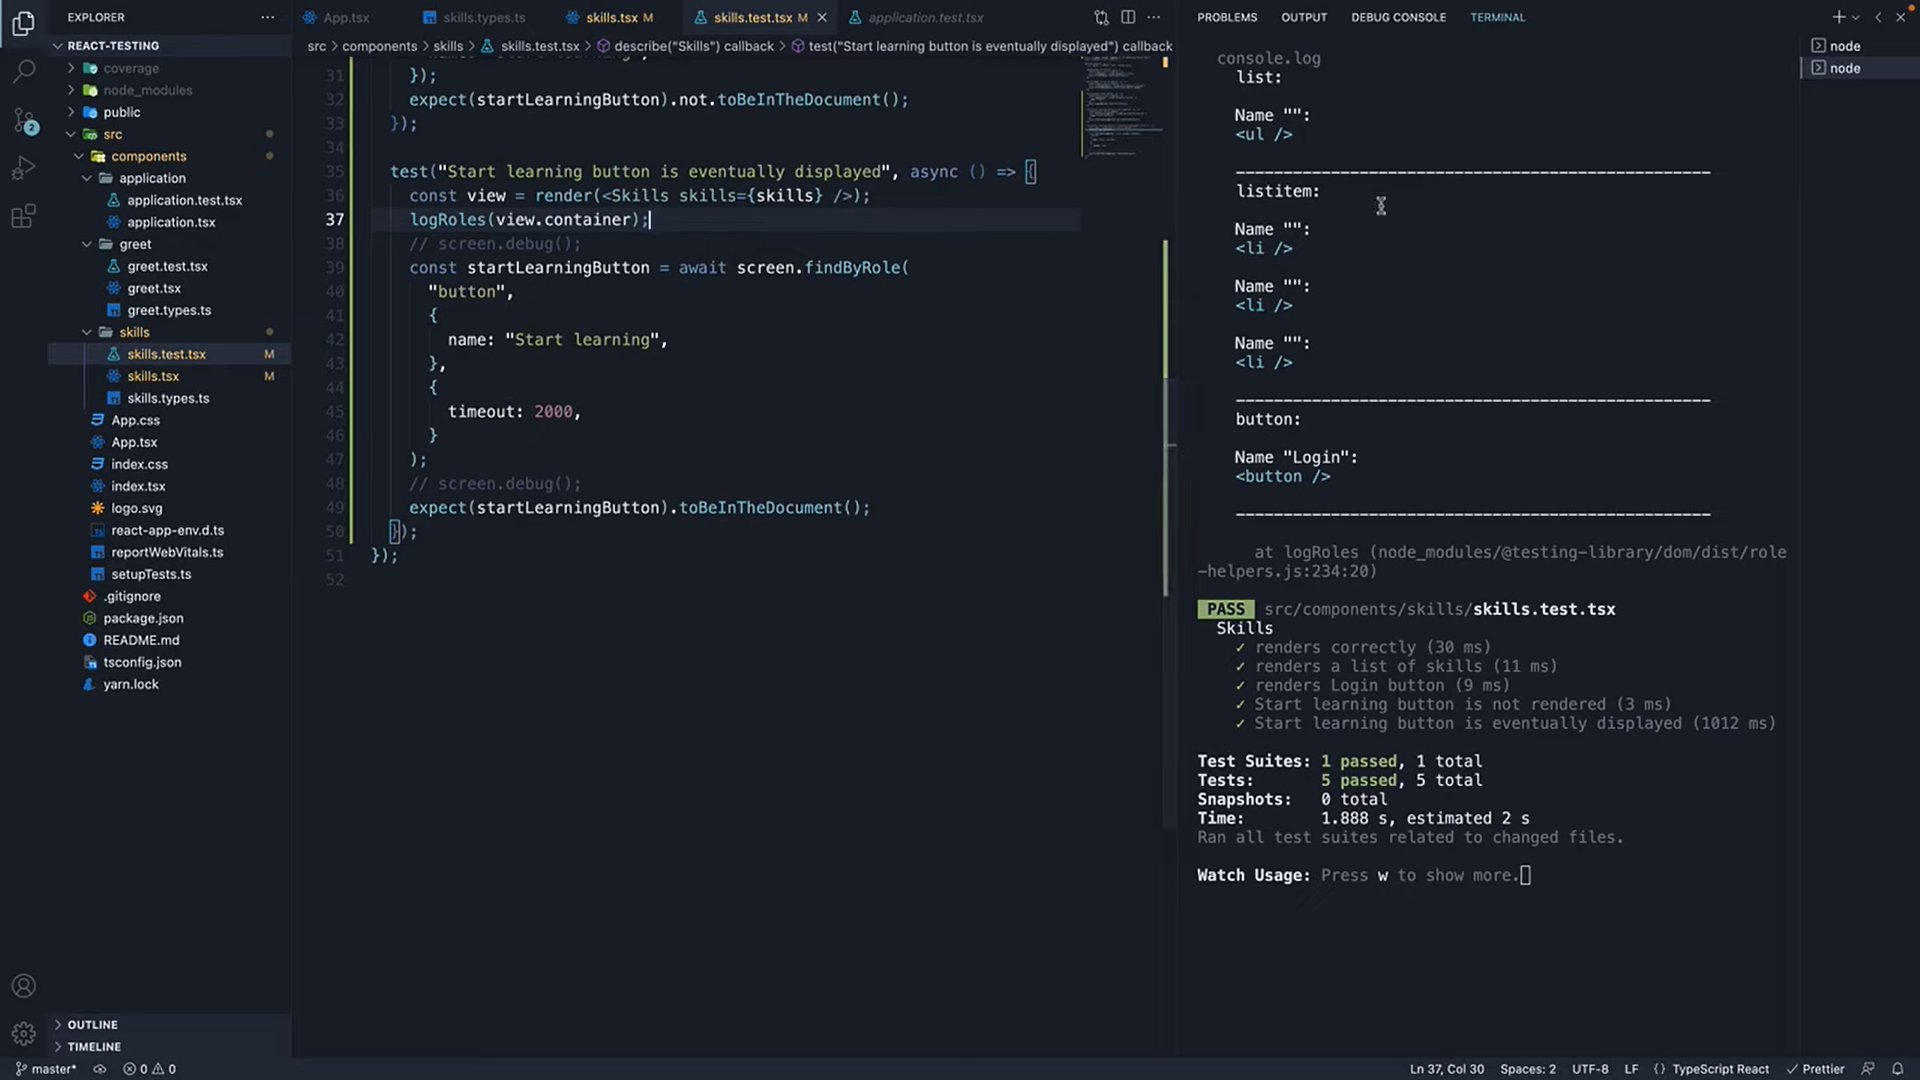 EXPLORER
REACT-TESTING
coverage
node_modules
public
src
components
application
application.test.tsx
application.tsx
greet
greet.test.tsx
greet.tsx
greet.types.ts
skills
skills.test.tsx M
skills.tsx M
skills.types.ts
App.css
App.tsx
index.css
index.tsx
logo.svg
react-app-env.d.ts
reportWebVitals.ts
setupTests.ts
.gitignore
package.json
README.md
tsconfig.json
yarn.lock
OUTLINE
TIMELINE
2
App.tsx skills.types.ts skills.tsx M skills.test.tsx M application.test.tsx
src components skills skills.test.tsx describe("Skills") callback test("Start learning button is eventually displayed") callback
31 });
32 expect(startLearningButton).not.toBeInTheDocument();
33 });
34
35 test("Start learning button is eventually displayed", async () => {
36 const view = render(<Skills skills={skills} />);
37 logRoles(view.container);
38 // screen.debug();
39 const startLearningButton = await screen.findByRole(
40 "button",
41 {
42 name: "Start learning",
43 },
44 {
45 timeout: 2000,
46 }
47 );
48 // screen.debug();
49 expect(startLearningButton).toBeInTheDocument();
50 });
51 });
52
PROBLEMS OUTPUT DEBUG CONSOLE TERMINAL
node
node
console.log
list:
Name "":
<ul />
--------------------------------------------------
listitem:
Name "":
<li />
Name "":
<li />
Name "":
<li />
--------------------------------------------------
button:
Name "Login":
<button />
--------------------------------------------------
at logRoles (node_modules/@testing-library/dom/dist/role
-helpers.js:234:20)
PASS src/components/skills/skills.test.tsx
Skills
✓ renders correctly (30 ms)
✓ renders a list of skills (11 ms)
✓ renders Login button (9 ms)
✓ Start learning button is not rendered (3 ms)
✓ Start learning button is eventually displayed (1012 ms)
Test Suites: 1 passed, 1 total
Tests: 5 passed, 5 total
Snapshots: 0 total
Time: 1.888 s, estimated 2 s
Ran all test suites related to changed files.
Watch Usage: Press w to show more.
master* 0 0 Ln 37, Col 30 Spaces: 2 UTF-8 LF {} TypeScript React ✓ Prettier